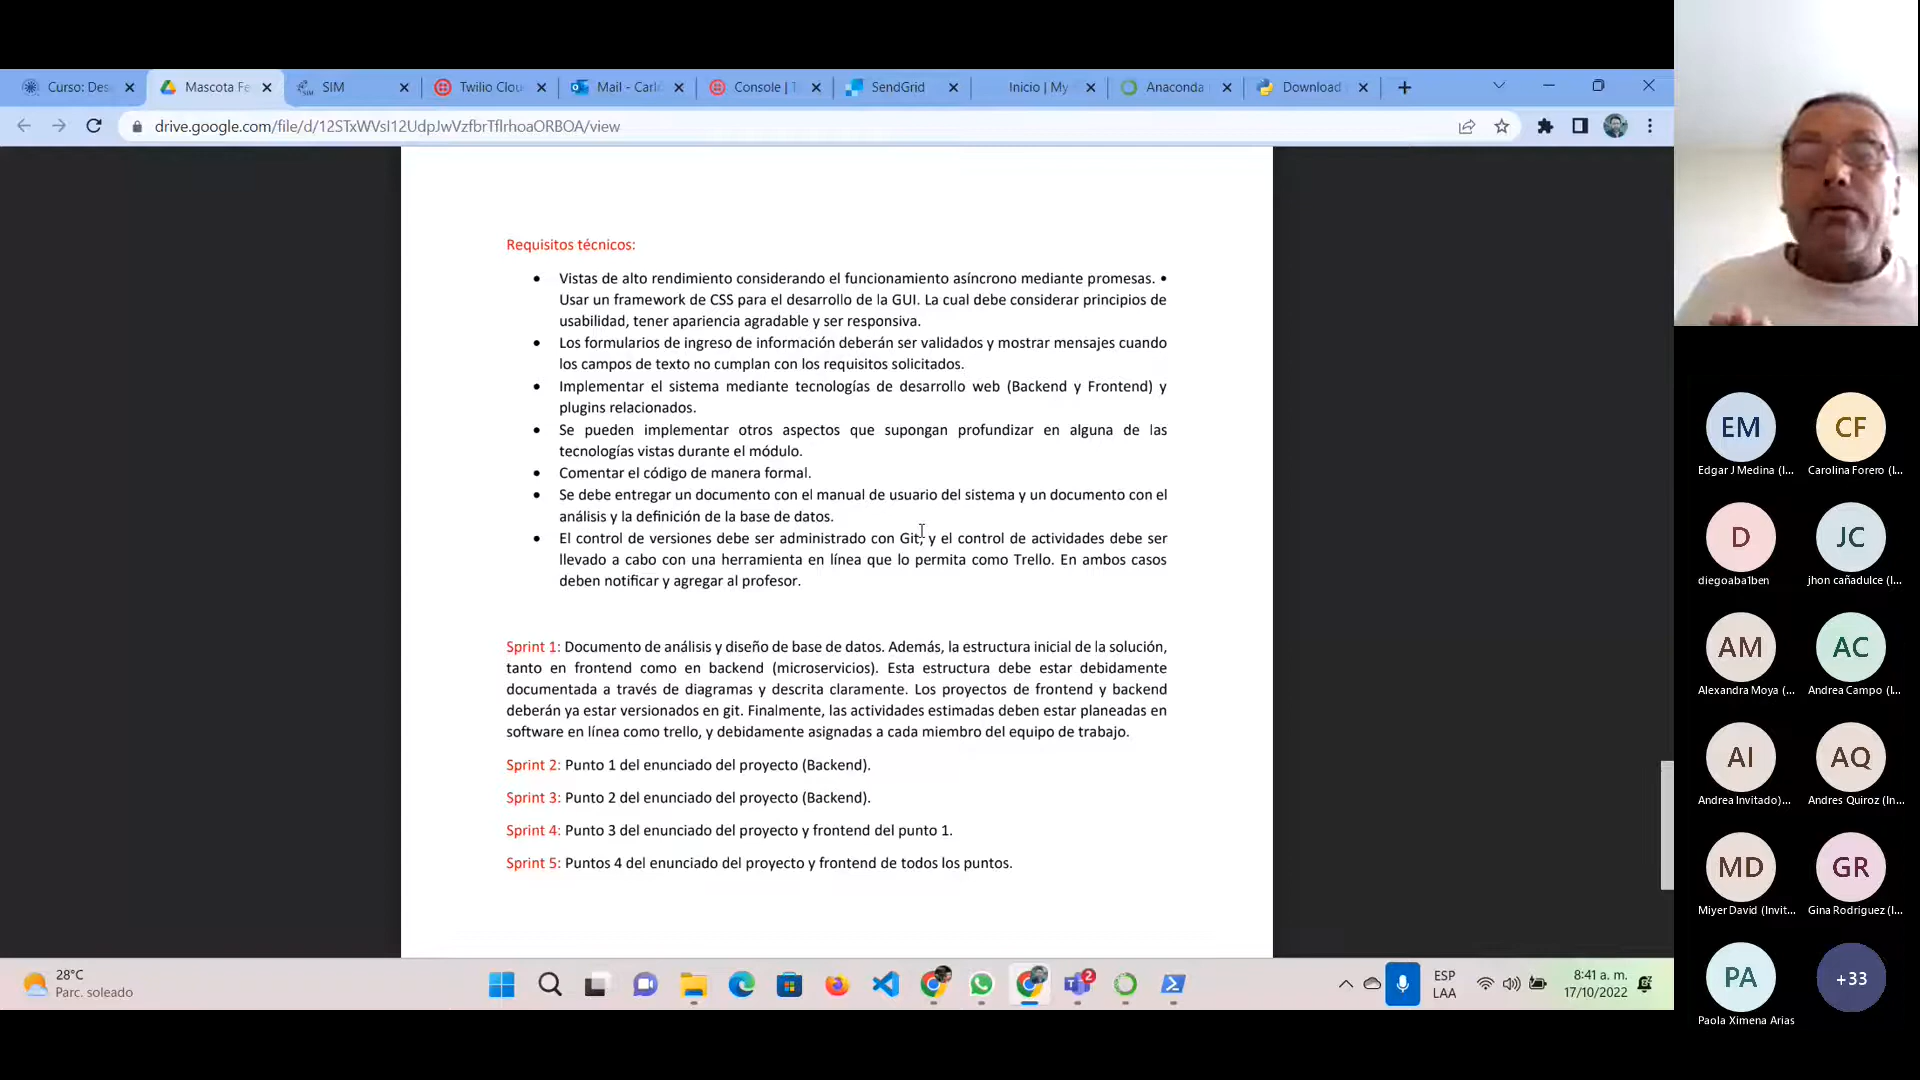 Curso: Des
Mascota Fe
SIM
Twilio Clou
Mail - Carl
Console | T
SendGrid
Inicio | My
Anaconda
Download
drive.google.com/file/d/12STxWVsI12UdpJwVzfbrTflrhoaORBOA/view
Requisitos técnicos:
• Vistas de alto rendimiento considerando el funcionamiento asíncrono mediante promesas. •
Usar un framework de CSS para el desarrollo de la GUI. La cual debe considerar principios de
usabilidad, tener apariencia agradable y ser responsiva.
• Los formularios de ingreso de información deberán ser validados y mostrar mensajes cuando
los campos de texto no cumplan con los requisitos solicitados.
• Implementar el sistema mediante tecnologías de desarrollo web (Backend y Frontend) y
plugins relacionados.
• Se pueden implementar otros aspectos que supongan profundizar en alguna de las
tecnologías vistas durante el módulo.
• Comentar el código de manera formal.
• Se debe entregar un documento con el manual de usuario del sistema y un documento con el
análisis y la definición de la base de datos.
• El control de versiones debe ser administrado con Git, y el control de actividades debe ser
llevado a cabo con una herramienta en línea que lo permita como Trello. En ambos casos
deben notificar y agregar al profesor.
Sprint 1: Documento de análisis y diseño de base de datos. Además, la estructura inicial de la solución,
tanto en frontend como en backend (microservicios). Esta estructura debe estar debidamente
documentada a través de diagramas y descrita claramente. Los proyectos de frontend y backend
deberán ya estar versionados en git. Finalmente, las actividades estimadas deben estar planeadas en
software en línea como trello, y debidamente asignadas a cada miembro del equipo de trabajo.
Sprint 2: Punto 1 del enunciado del proyecto (Backend).
Sprint 3: Punto 2 del enunciado del proyecto (Backend).
Sprint 4: Punto 3 del enunciado del proyecto y frontend del punto 1.
Sprint 5: Puntos 4 del enunciado del proyecto y frontend de todos los puntos.
28°C
Parc. soleado
2
ESP
LAA
8:41 a. m.
17/10/2022
EM
CF
Edgar J Medina (I...
Carolina Forero (I...
D
JC
diegoaba1ben
jhon cañadulce (I...
AM
AC
Alexandra Moya (...
Andrea Campo (I...
AI
AQ
Andrea Invitado)...
Andres Quiroz (In...
MD
GR
Miyer David (Invit...
Gina Rodríguez (I...
PA
+33
Paola Ximena Arias